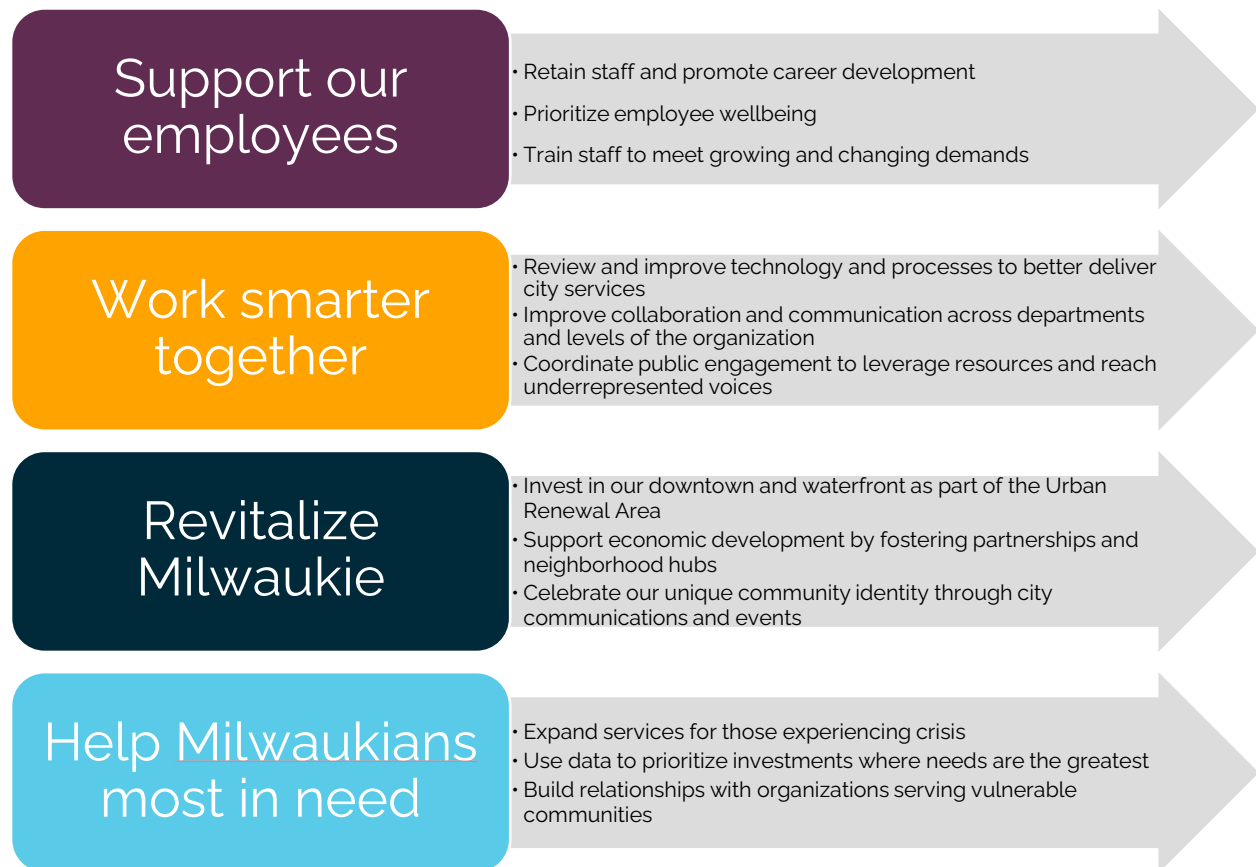 Support our
employees
• Retain staff and promote career development
• Prioritize employee wellbeing
• Train staff to meet growing and changing demands
Work smarter
together
• Review and improve technology and processes to better deliver
city services
• Improve collaboration and communication across departments
and levels of the organization
• Coordinate public engagement to leverage resources and reach
underrepresented voices
Revitalize
Milwaukie
• Invest in our downtown and waterfront as part of the Urban
Renewal Area
• Support economic development by fostering partnerships and
neighborhood hubs
• Celebrate our unique community identity through city
communications and events
Help Milwaukians
most in need
• Expand services for those experiencing crisis
• Use data to prioritize investments where needs are the greatest
• Build relationships with organizations serving vulnerable
communities